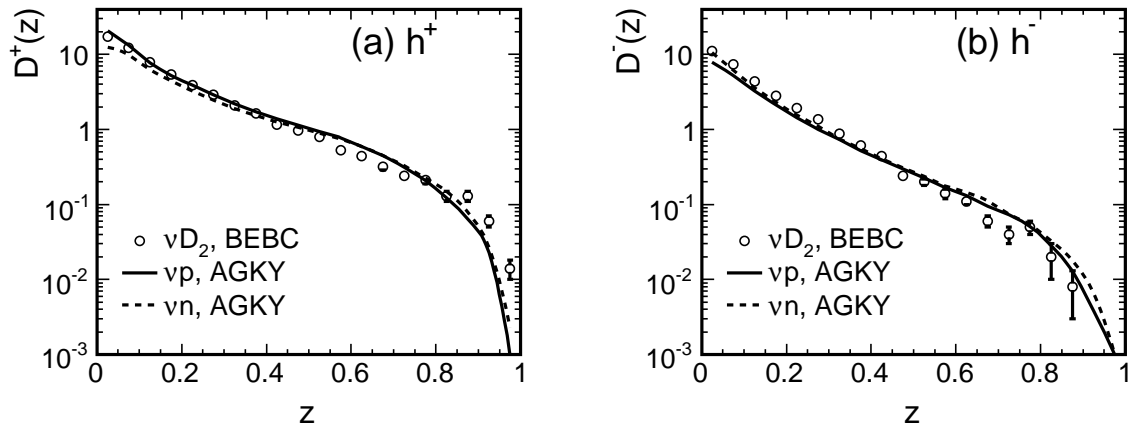 D⁺(z)
(a) h⁺
10
1
10⁻¹
10⁻²
10⁻³
νD₂, BEBC
νp, AGKY
νn, AGKY
0 0.2 0.4 0.6 0.8 1
z
D⁻(z)
(b) h⁻
10
1
10⁻¹
10⁻²
10⁻³
νD₂, BEBC
νp, AGKY
νn, AGKY
0 0.2 0.4 0.6 0.8 1
z